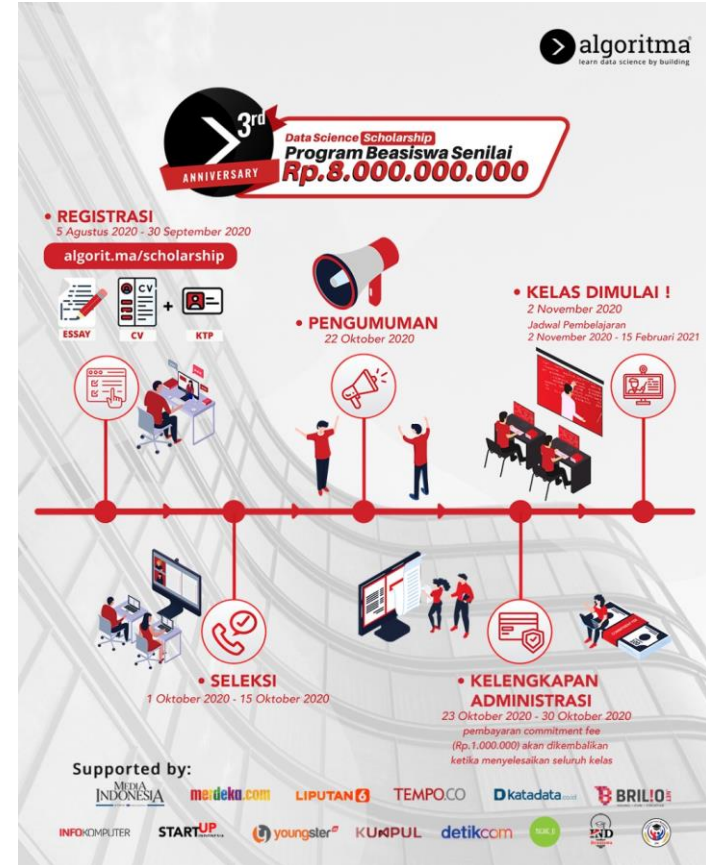 algoritma
learn data science by building
3rd
ANNIVERSARY
Data Science Scholarship
Program Beasiswa Senilai
Rp.8.000.000.000
• REGISTRASI
5 Agustus 2020 - 30 September 2020
algorit.ma/scholarship
CV
+
ESSAY
CV
KTP
• PENGUMUMAN
22 Oktober 2020
• KELAS DIMULAI !
2 November 2020
Jadwal Pembelajaran
2 November 2020 - 15 Februari 2021
• SELEKSI
1 Oktober 2020 - 15 Oktober 2020
• KELENGKAPAN
ADMINISTRASI
23 Oktober 2020 - 30 Oktober 2020
pembayaran commitment fee
(Rp.1.000.000) akan dikembalikan
ketika menyelesaikan seluruh kelas
Supported by:
MEDIA
INDONESIA
merdeka.com
LIPUTAN 6
TEMPO.CO
Dkatadata
BRILIO
INFOKOMPUTER
STARTUP
youngster
KUMPUL
detikcom
IND